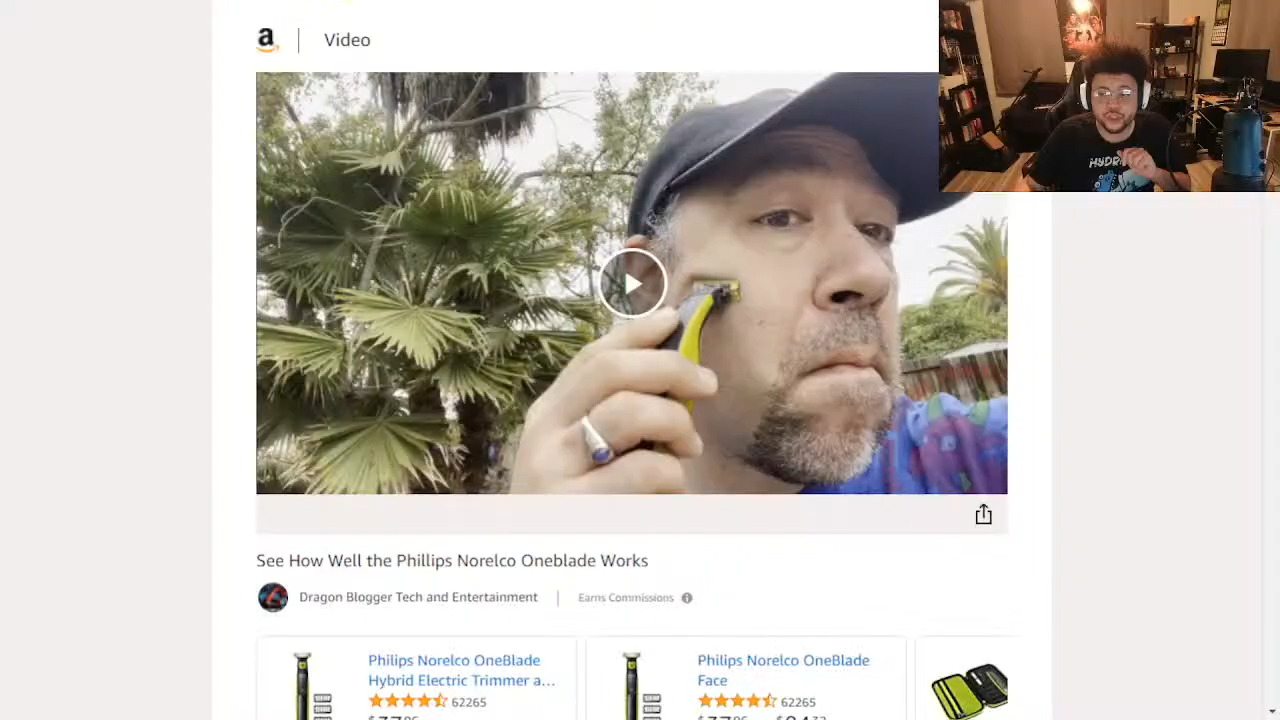 a
Video
HYDR
See How Well the Phillips Norelco Oneblade Works
Dragon Blogger Tech and Entertainment
Earns Commissions
Philips Norelco OneBlade
Hybrid Electric Trimmer a...
62265
Philips Norelco OneBlade
Face
62265